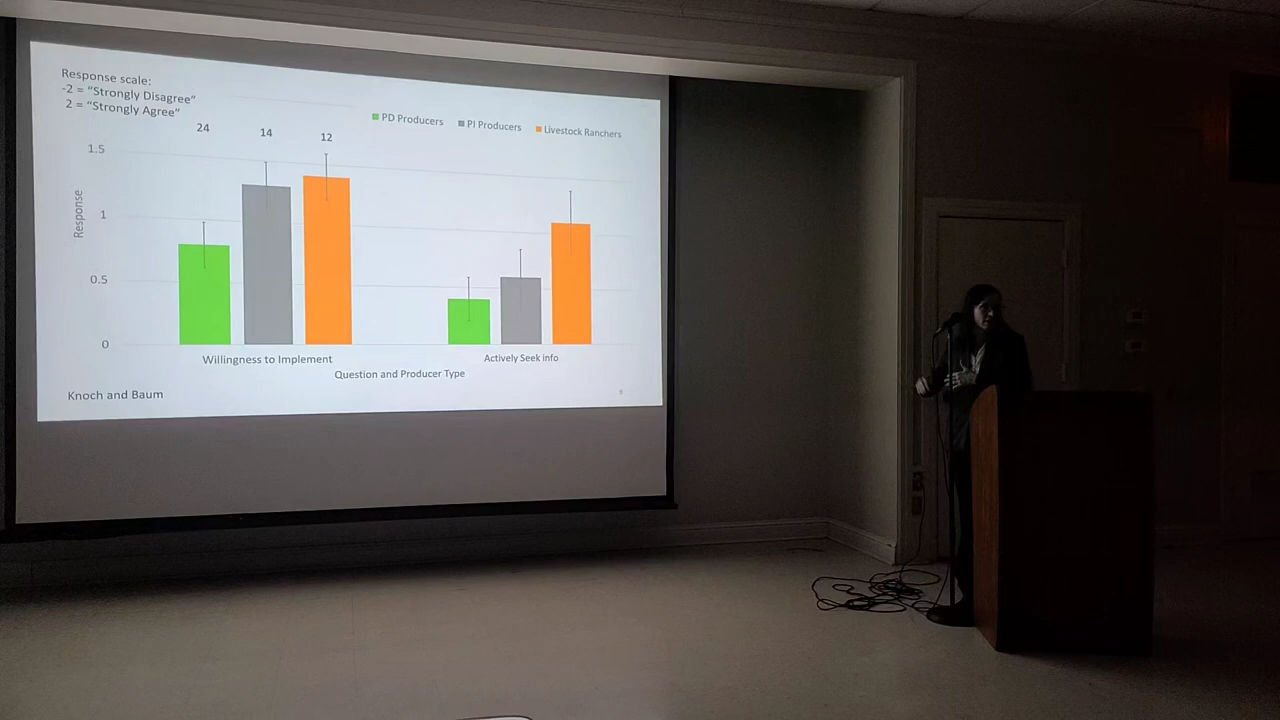 Response scale:
-2 = "Strongly Disagree"
2 = "Strongly Agree"
PD Producers
PI Producers
Livestock Ranchers
24
14
12
1.5
1
0.5
0
Response
Willingness to Implement
Actively Seek info
Question and Producer Type
Knoch and Baum